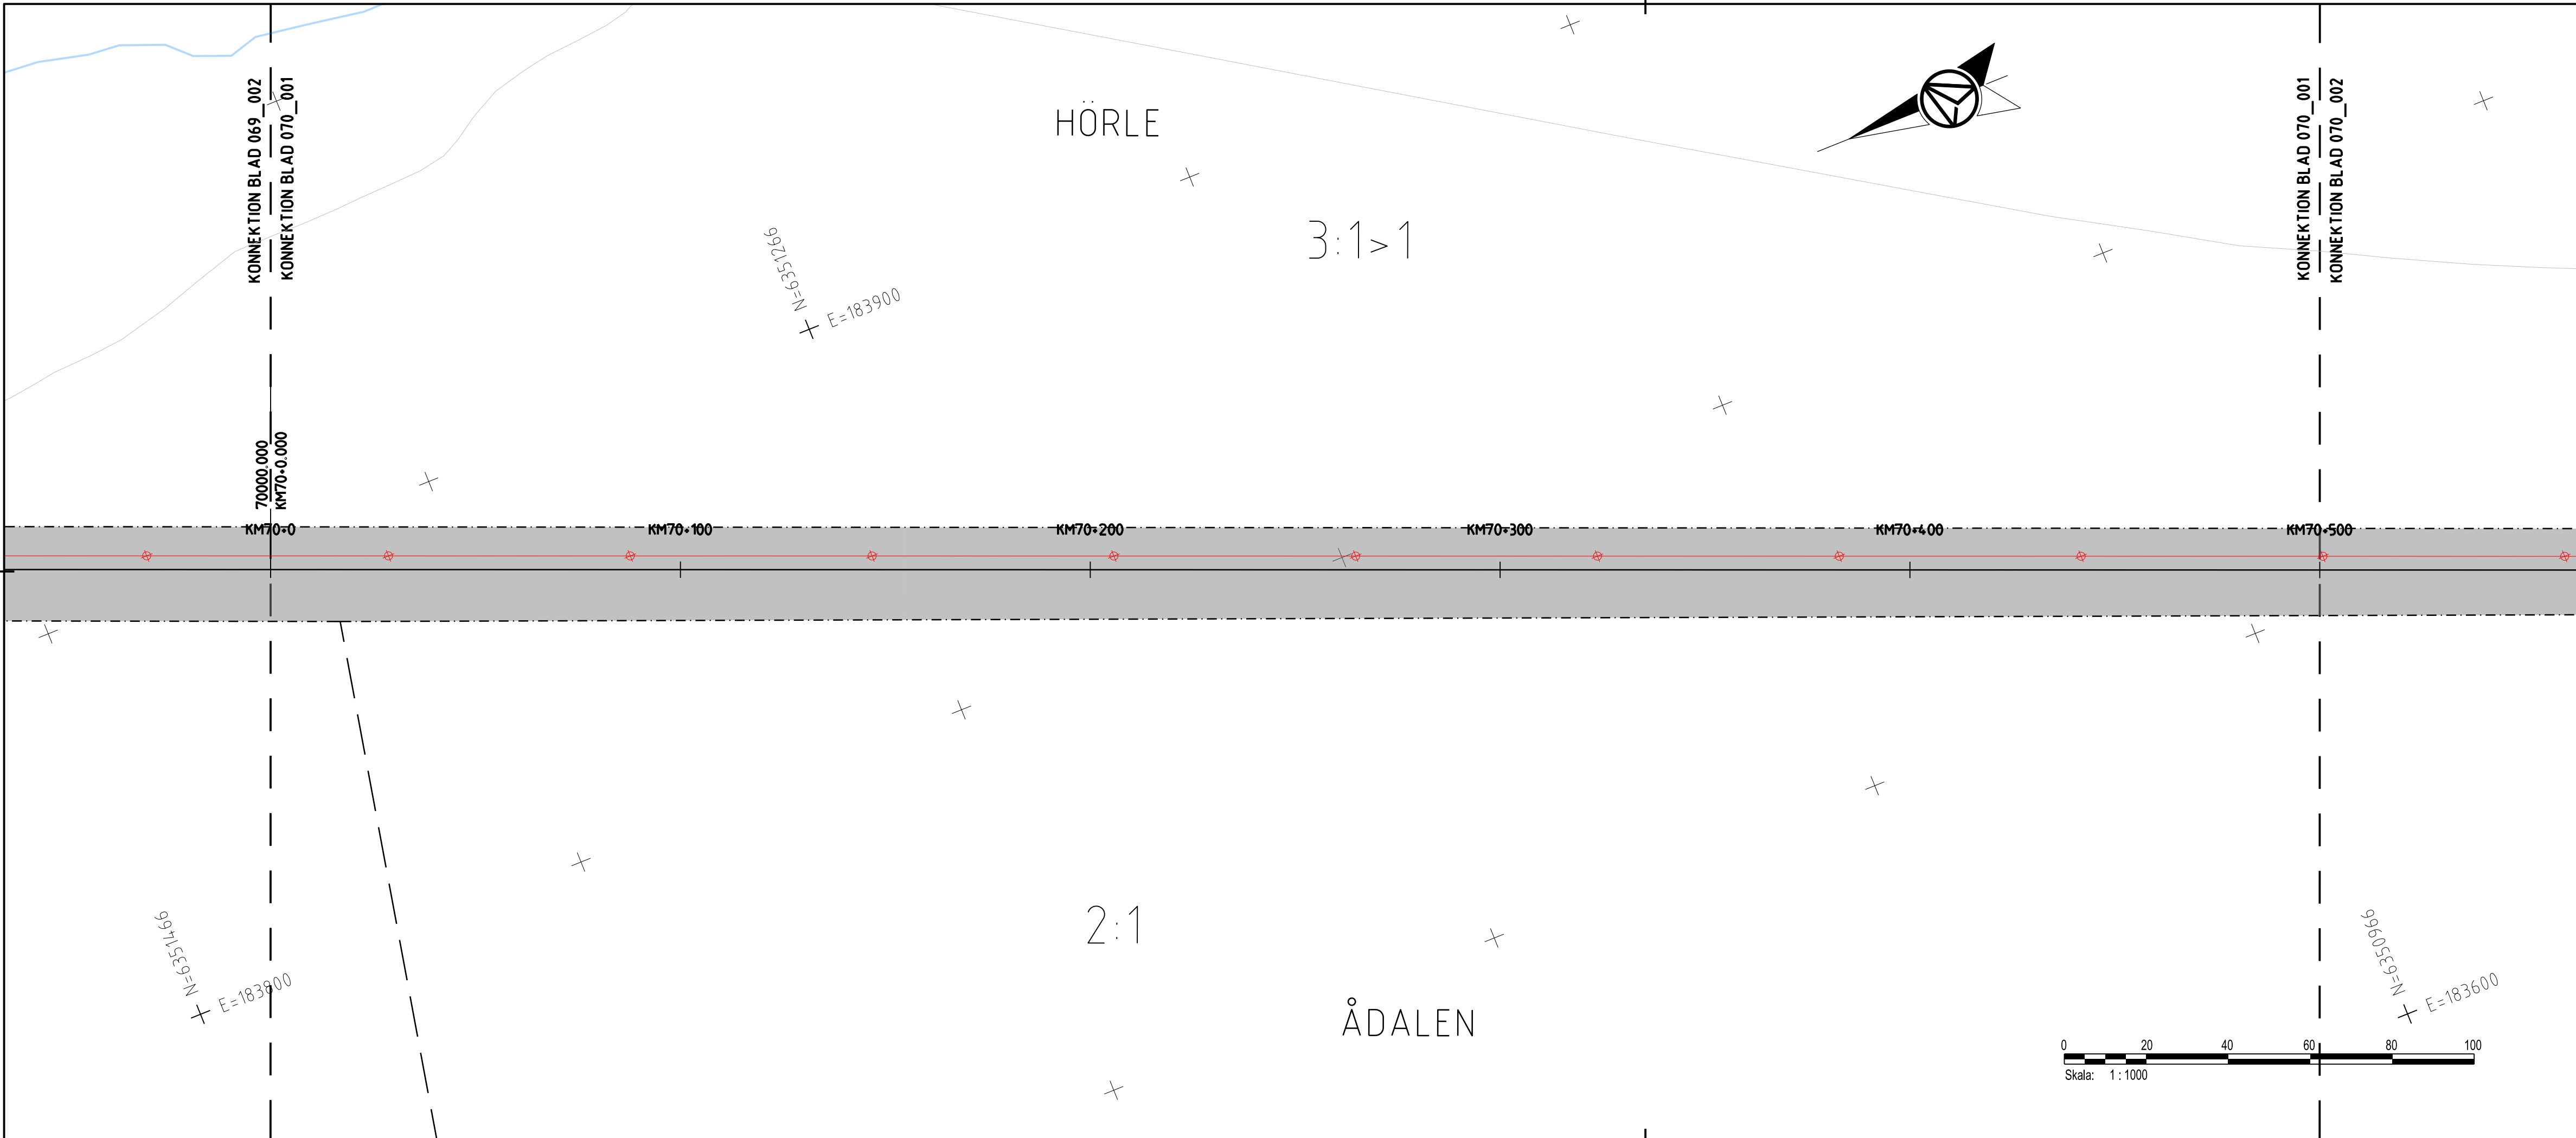 KONNEKTION BLAD 069_002
KONNEKTION BLAD 070_001
HÖRLE
KONNEKTION BLAD 070_001
KONNEKTION BLAD 070_002
3:1>1
N=6351266
E=183900
70000.000
KM70+0.000
KM70+0
KM70+100
KM70+200
KM70+300
KM70+400
KM70+500
2:1
N=6351466
E=183800
N=6350966
E=183600
ÅDALEN
0 20 40 60 80 100
Skala: 1 : 1000